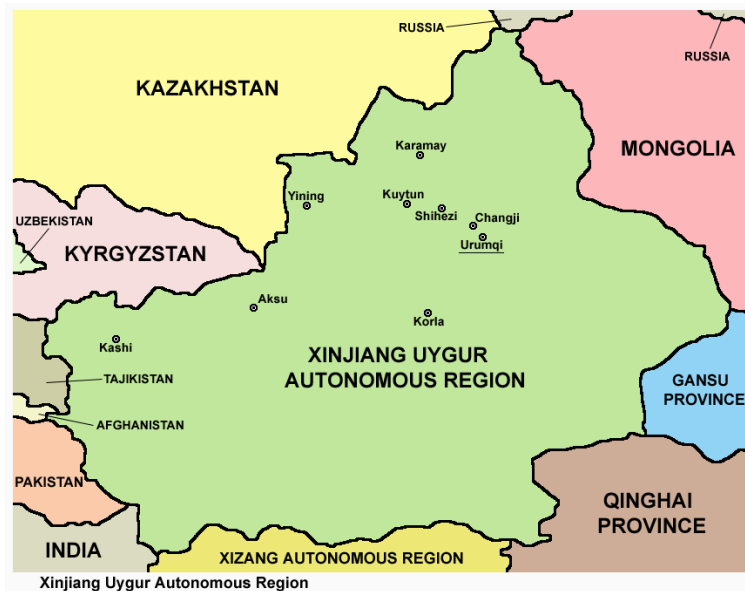 RUSSIA
RUSSIA
KAZAKHSTAN
MONGOLIA
Karamay
Yining
Kuytun
Shihezi
Changji
Urumqi
UZBEKISTAN
KYRGYZSTAN
Aksu
Korla
Kashi
XINJIANG UYGUR
AUTONOMOUS REGION
TAJIKISTAN
GANSU
PROVINCE
AFGHANISTAN
PAKISTAN
QINGHAI
PROVINCE
INDIA
XIZANG AUTONOMOUS REGION
Xinjiang Uygur Autonomous Region